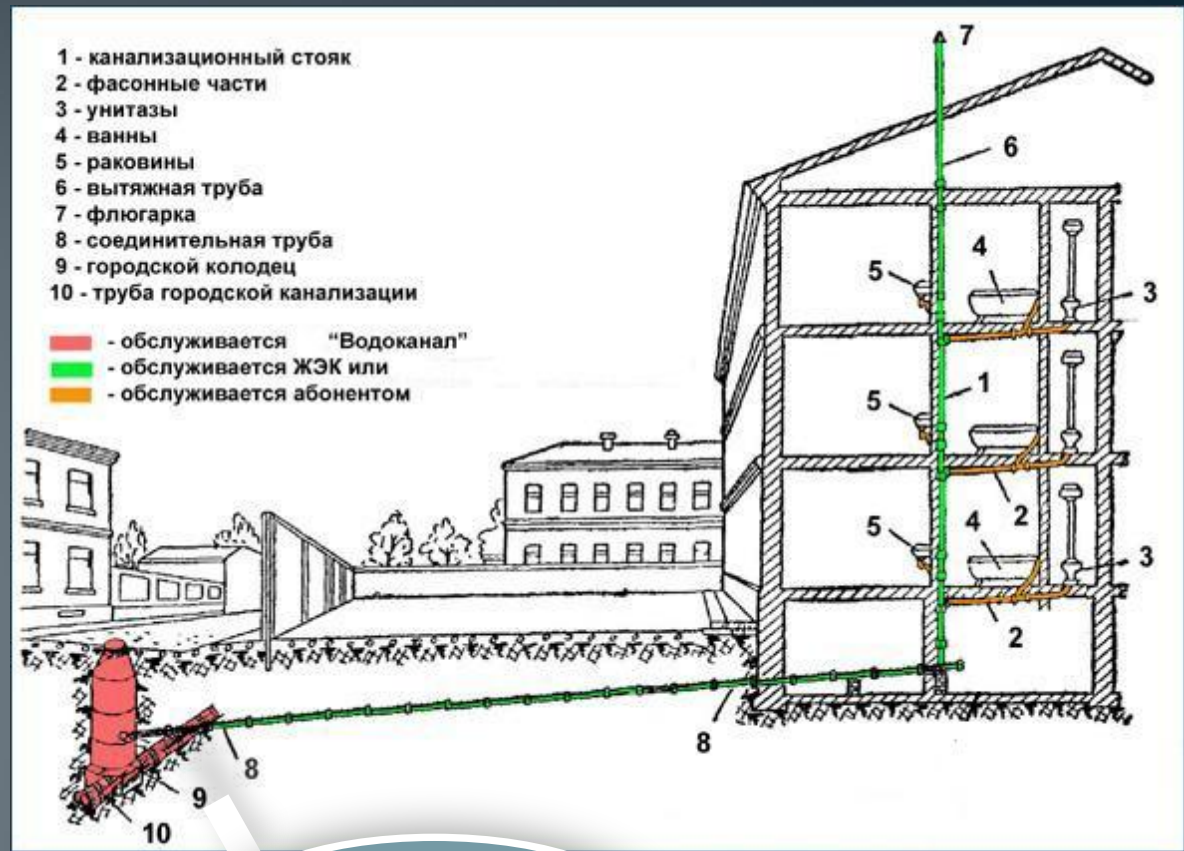 1 - канализационный стояк
2 - фасонные части
3 - унитазы
4 - ванны
5 - раковины
6 - вытяжная труба
7 - флюгарка
8 - соединительная труба
9 - городской колодец
10 - труба городской канализации
- обслуживается "Водоканал"
- обслуживается ЖЭК или
- обслуживается абонентом
7
6
5
4
3
5
1
2
5
4
3
2
8
8
9
10